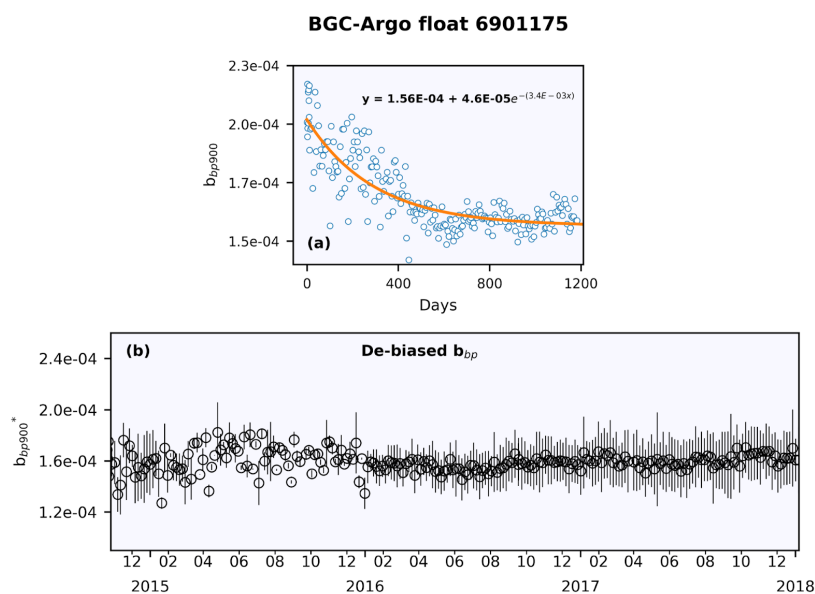 BGC-Argo float 6901175
2.3e-04
2.0e-04
1.7e-04
1.5e-04
b_bp900
y = 1.56E-04 + 4.6E-05e^−(3.4E−03x)
(a)
0 400 800 1200
Days
(b)
De-biased b_bp
2.4e-04
2.0e-04
1.6e-04
1.2e-04
b_bp900*
12 02 04 06 08 10 12 02 04 06 08 10 12 02 04 06 08 10 12
2015 2016 2017 2018